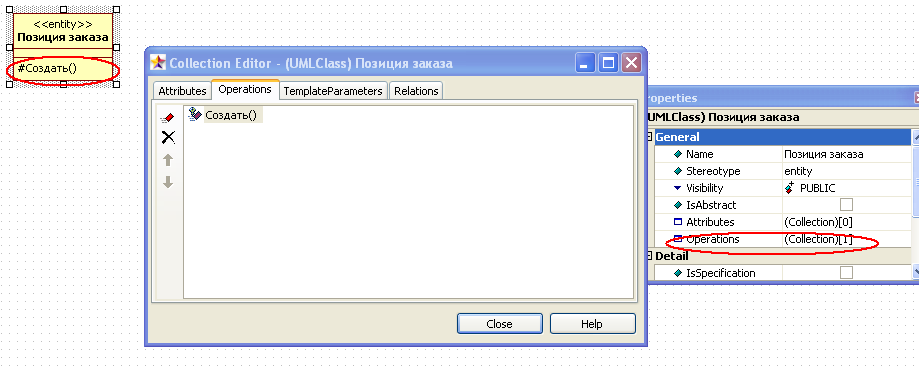 <<entity>>
Позиция заказа
#Создать()
Collection Editor - (UMLClass) Позиция заказа
Attributes
Operations
TemplateParameters
Relations
Создать()
Close
Help
roperties
UMLClass) Позиция заказа
General
Name Позиция заказа
Stereotype entity
Visibility PUBLIC
IsAbstract
Attributes (Collection)[0]
Operations (Collection)[1]
Detail
IsSpecification